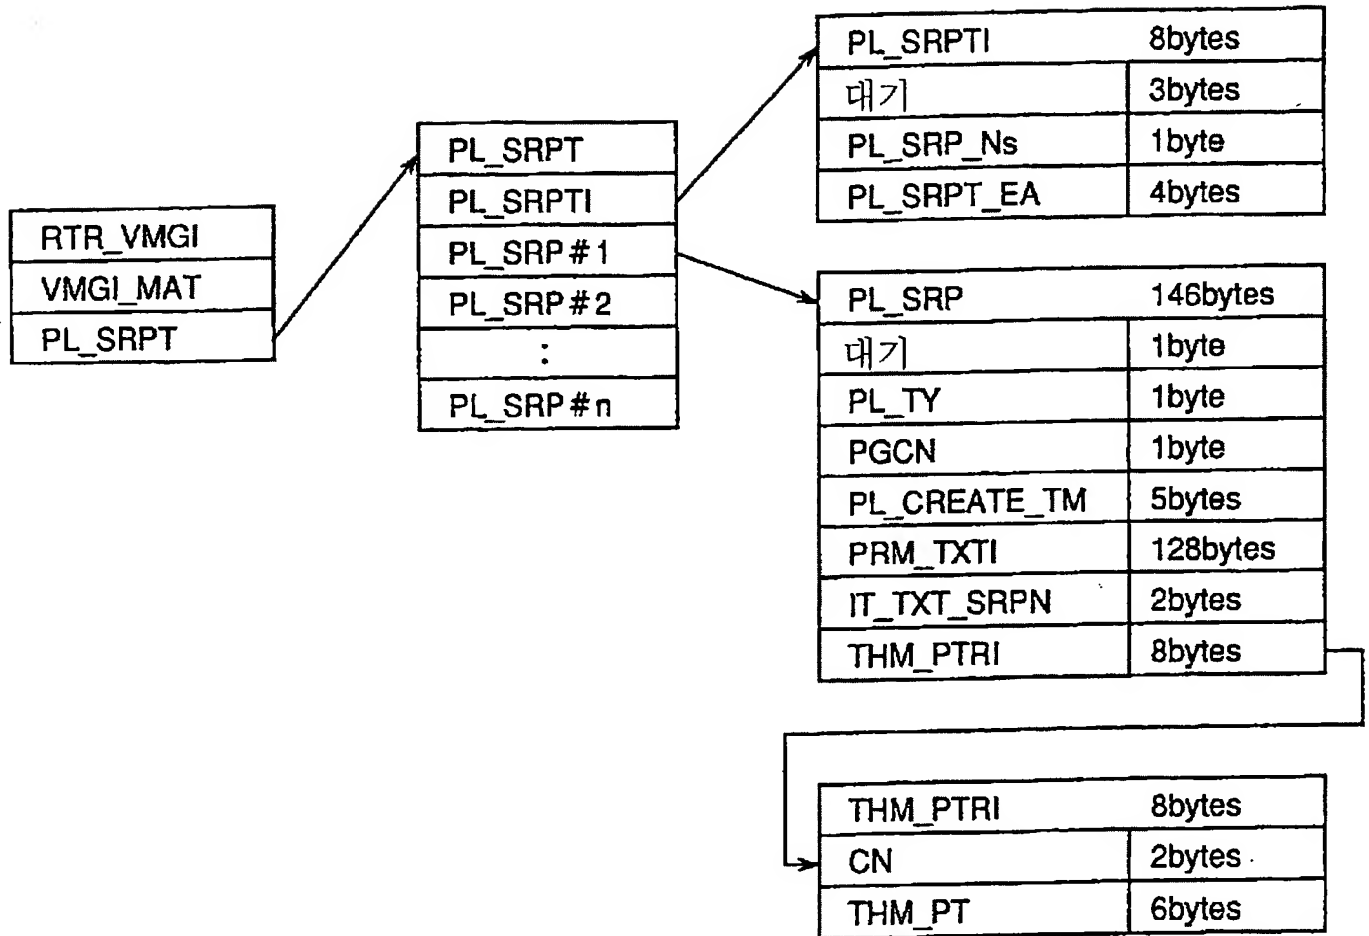 RTR_VMGI
VMGI_MAT
PL_SRPT
PL_SRPT
PL_SRPTI
PL_SRP#1
PL_SRP#2
:
PL_SRP#n
PL_SRPTI 8bytes
대기 3bytes
PL_SRP_Ns 1byte
PL_SRPT_EA 4bytes
PL_SRP 146bytes
대기 1byte
PL_TY 1byte
PGCN 1byte
PL_CREATE_TM 5bytes
PRM_TXTI 128bytes
IT_TXT_SRPN 2bytes
THM_PTRI 8bytes
THM_PTRI 8bytes
CN 2bytes
THM_PT 6bytes